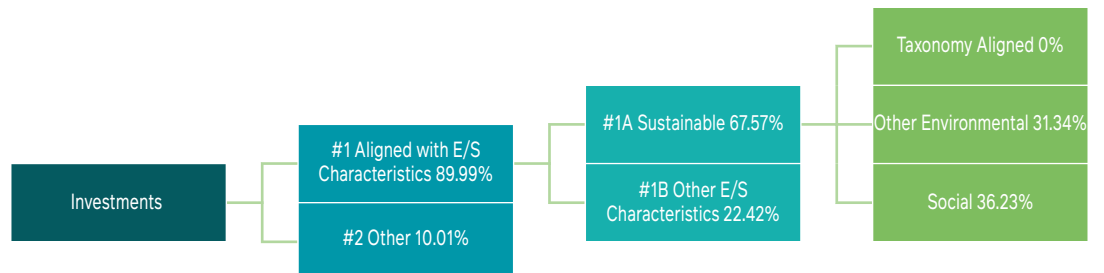 Investments
#1 Aligned with E/S
Characteristics 89.99%
#2 Other 10.01%
#1A Sustainable 67.57%
#1B Other E/S
Characteristics 22.42%
Taxonomy Aligned 0%
Other Environmental 31.34%
Social 36.23%